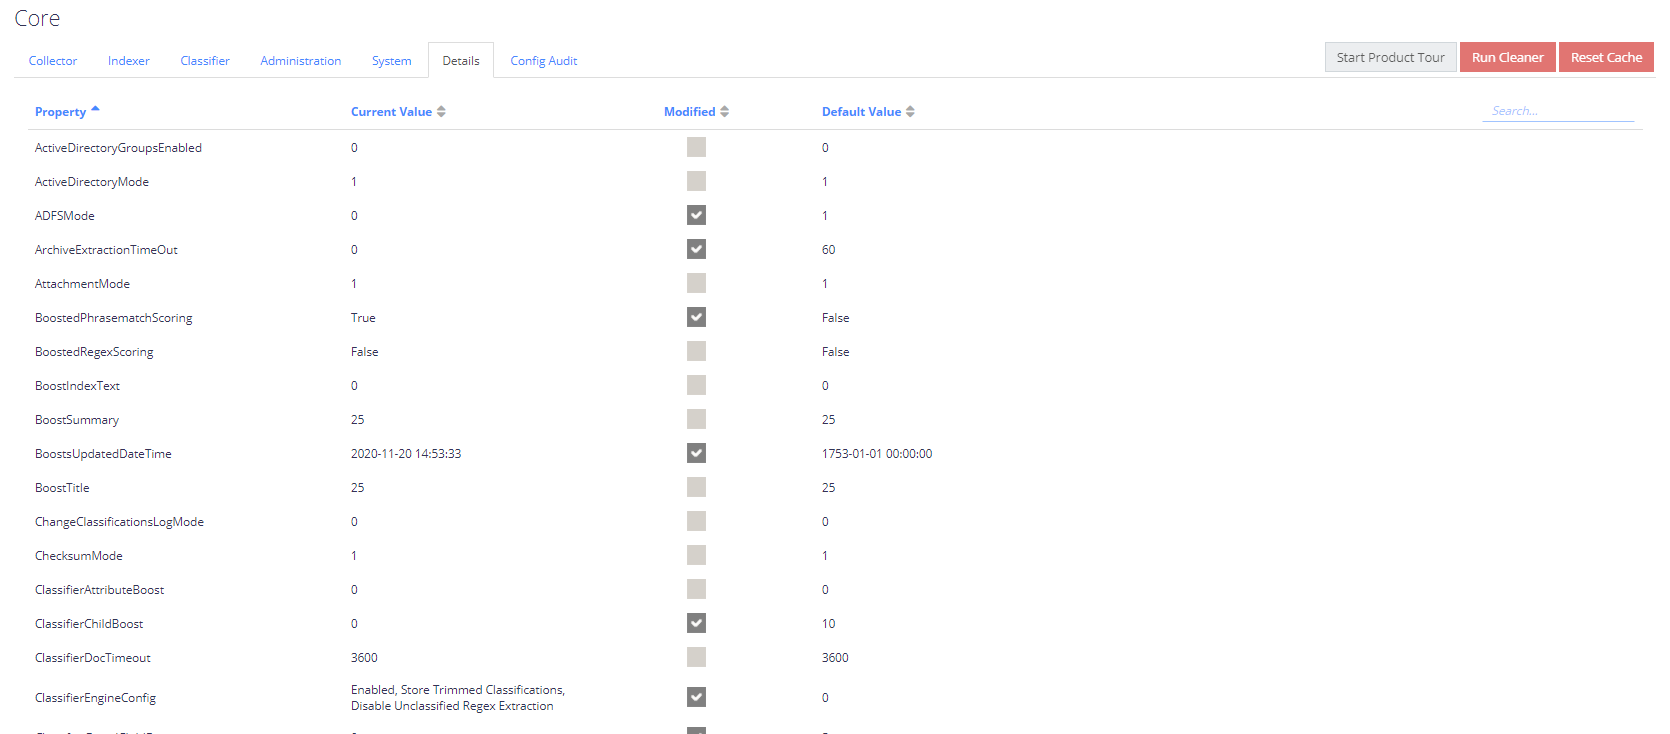 Core
Collector Indexer Classifier Administration System Details Config Audit Start Product Tour Run Cleaner Reset Cache
Property Current Value Modified Default Value Search...
ActiveDirectoryGroupsEnabled 0 0
ActiveDirectoryMode 1 1
ADFSMode 0 1
ArchiveExtractionTimeOut 0 60
AttachmentMode 1 1
BoostedPhrasematchScoring True False
BoostedRegexScoring False False
BoostIndexText 0 0
BoostSummary 25 25
BoostsUpdatedDateTime 2020-11-20 14:53:33 1753-01-01 00:00:00
BoostTitle 25 25
ChangeClassificationsLogMode 0 0
ChecksumMode 1 1
ClassifierAttributeBoost 0 0
ClassifierChildBoost 0 10
ClassifierDocTimeout 3600 3600
ClassifierEngineConfig Enabled, Store Trimmed Classifications, 0
Disable Unclassified Regex Extraction